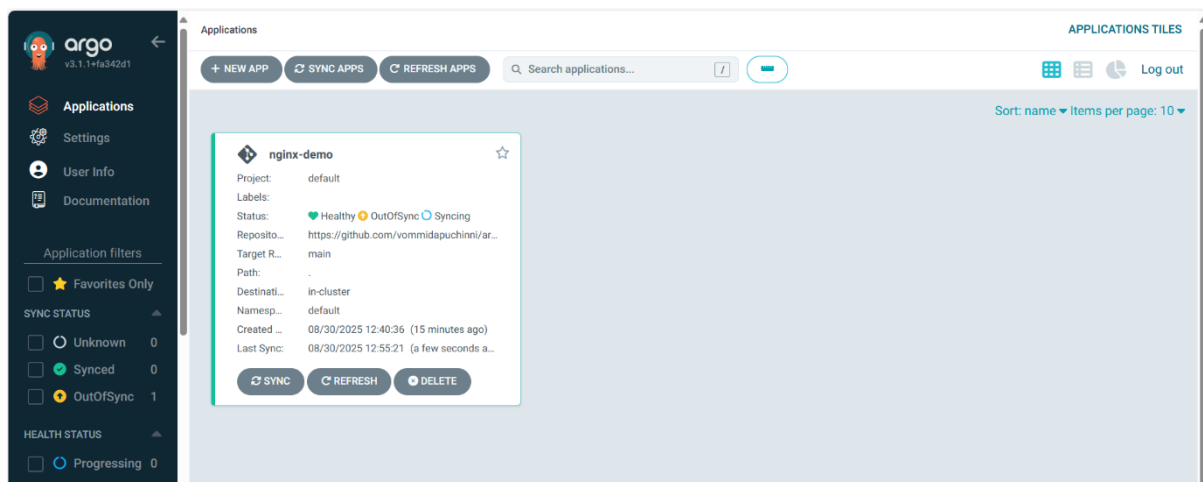 argo
v3.1.1+fa342d1
Applications
Settings
User Info
Documentation
Application filters
Favorites Only
SYNC STATUS
Unknown 0
Synced 0
OutOfSync 1
HEALTH STATUS
Progressing 0
Applications
APPLICATIONS TILES
+ NEW APP SYNC APPS REFRESH APPS Search applications... / Log out
Sort: name Items per page: 10
nginx-demo
Project: default
Labels:
Status: Healthy OutOfSync Syncing
Reposito... https://github.com/vommidapuchinni/ar...
Target R... main
Path: .
Destinati... in-cluster
Namesp... default
Created ... 08/30/2025 12:40:36 (15 minutes ago)
Last Sync: 08/30/2025 12:55:21 (a few seconds a...
SYNC REFRESH DELETE